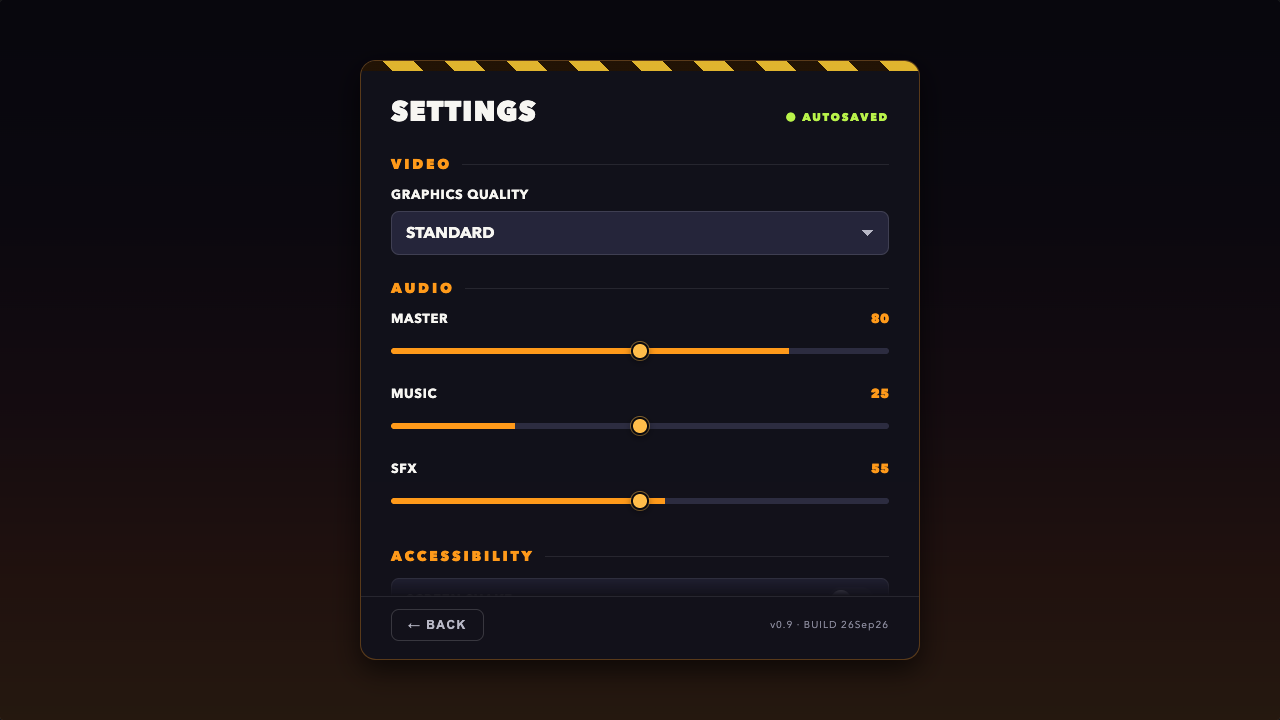 SETTINGS
AUTOSAVED
VIDEO
GRAPHICS QUALITY
STANDARD
AUDIO
MASTER 80
MUSIC 25
SFX 55
ACCESSIBILITY
← BACK
v0.9 · BUILD 26Sep26